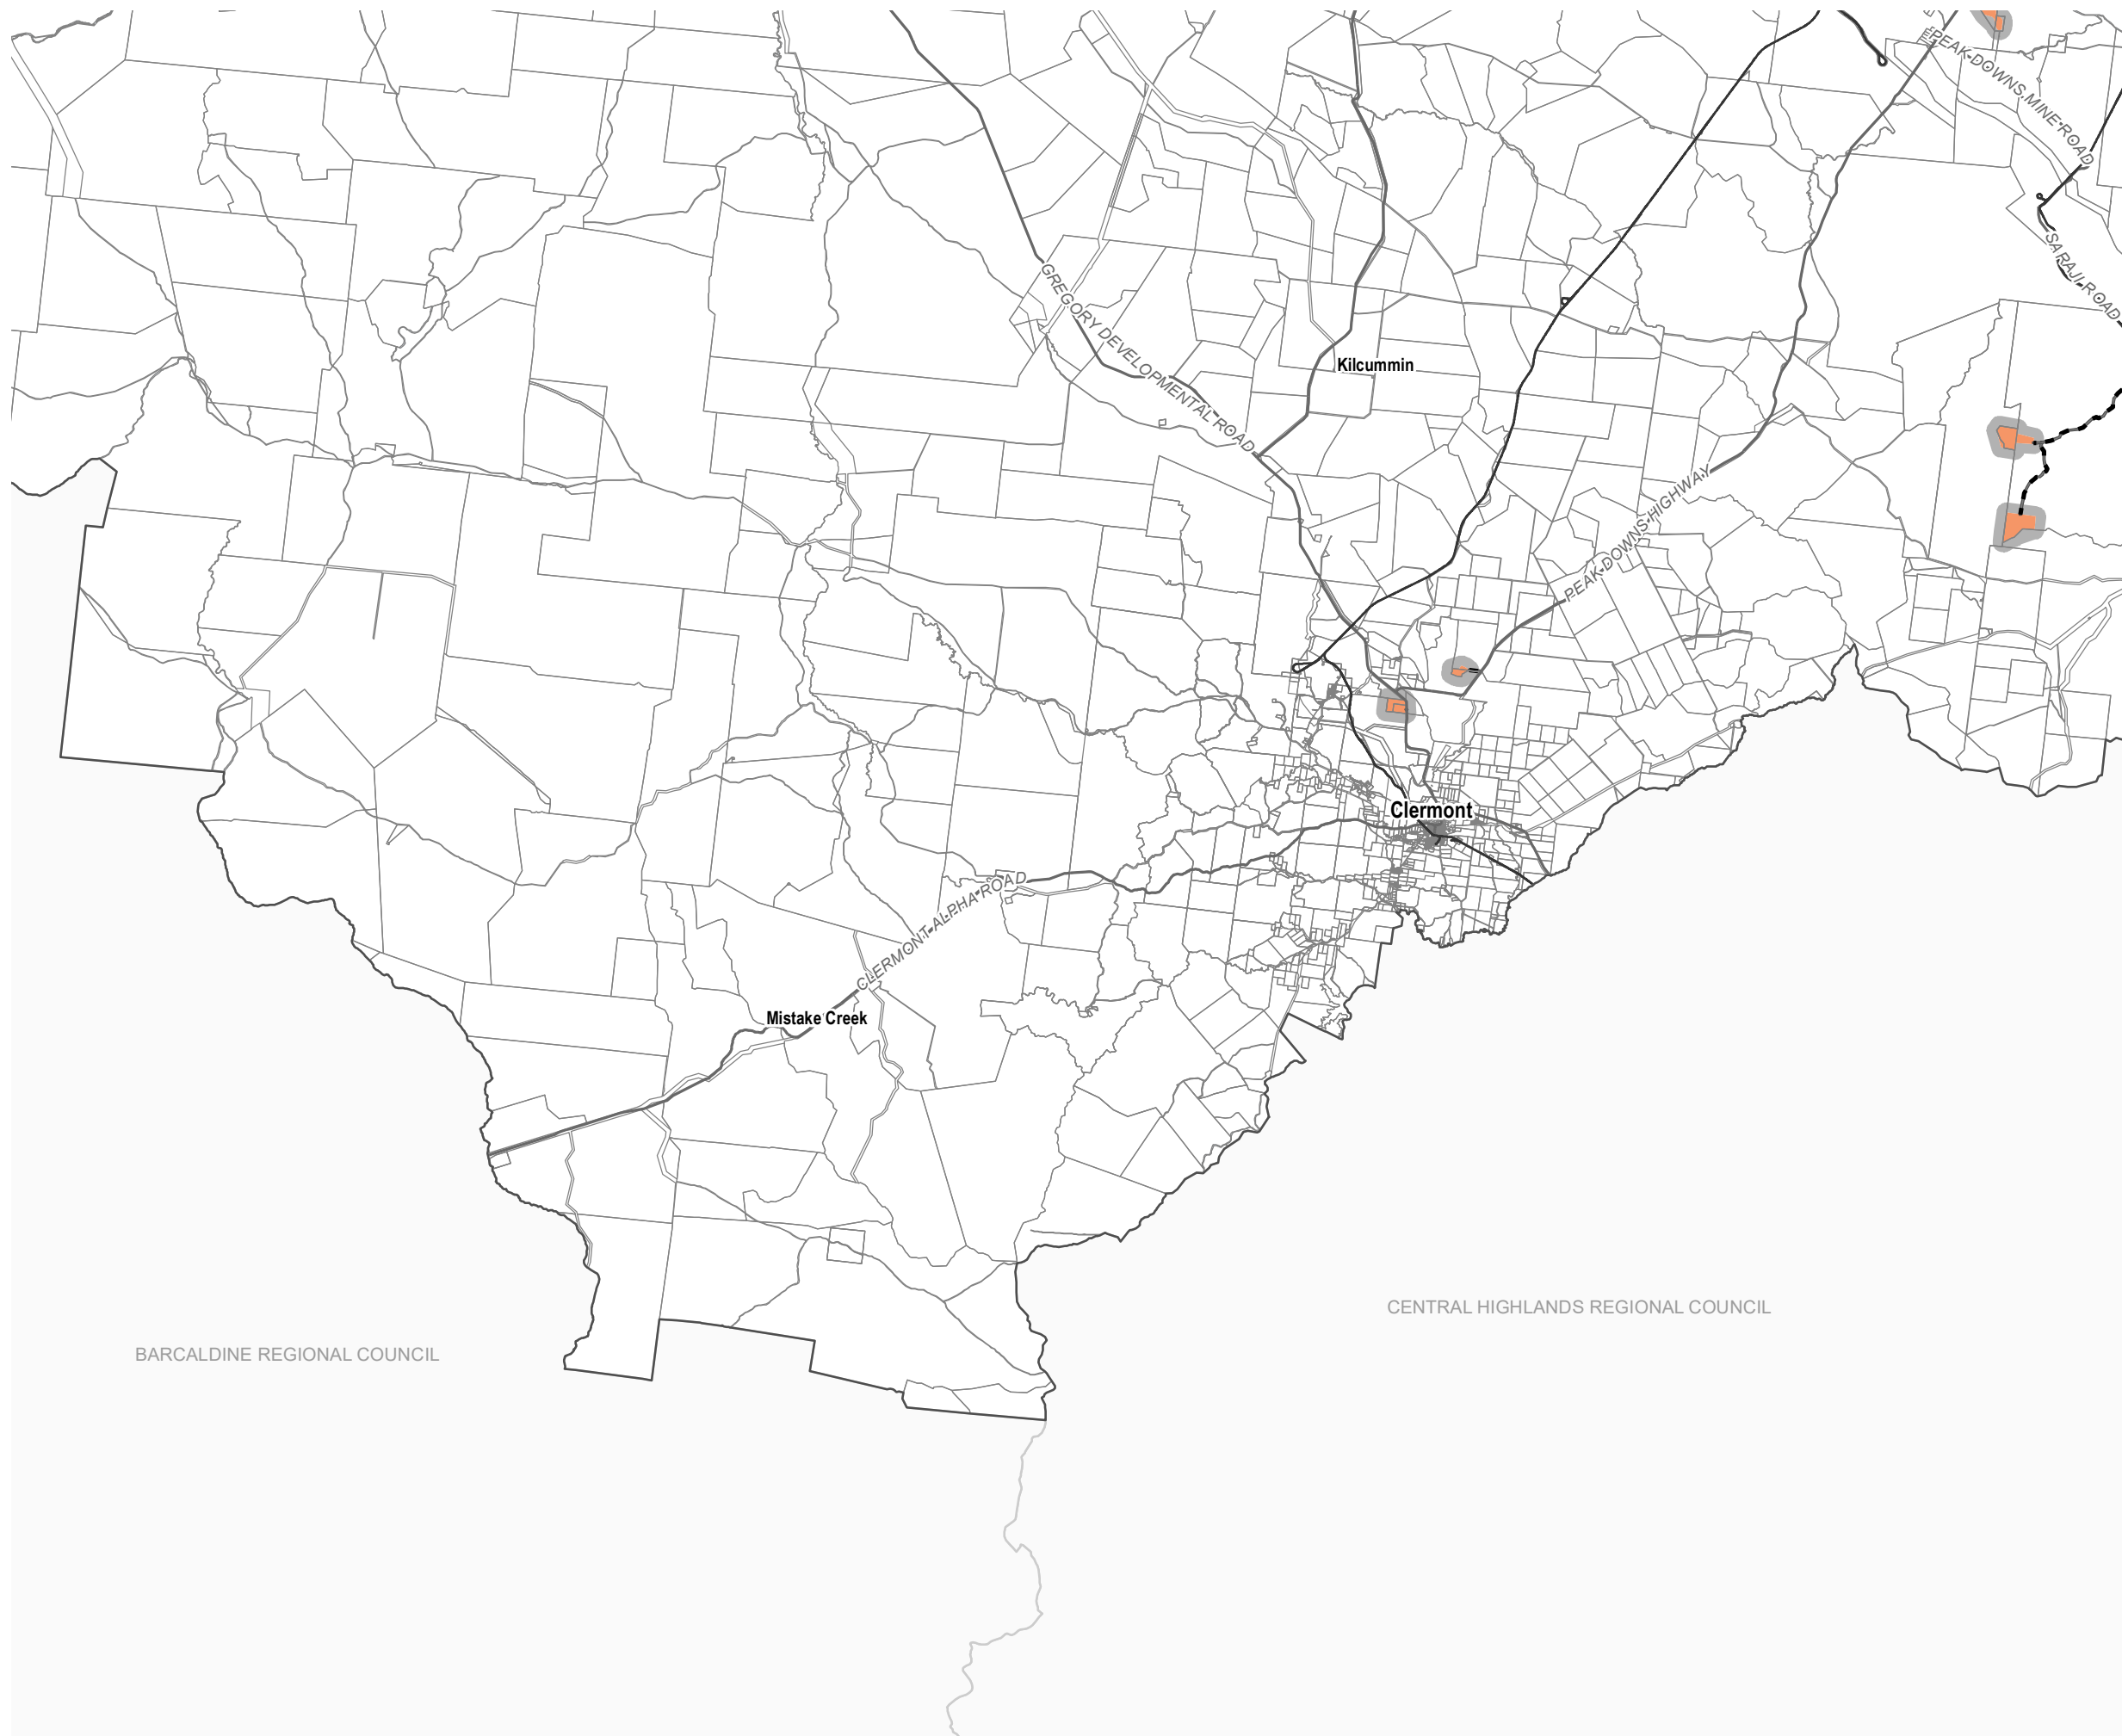 PEAK DOWNS MINE ROAD
SARAJI ROAD
GREGORY DEVELOPMENTAL ROAD
Kilcummin
PEAK DOWNS HIGHWAY
Clermont
CLERMONT ALPHA ROAD
Mistake Creek
CENTRAL HIGHLANDS REGIONAL COUNCIL
BARCALDINE REGIONAL COUNCIL